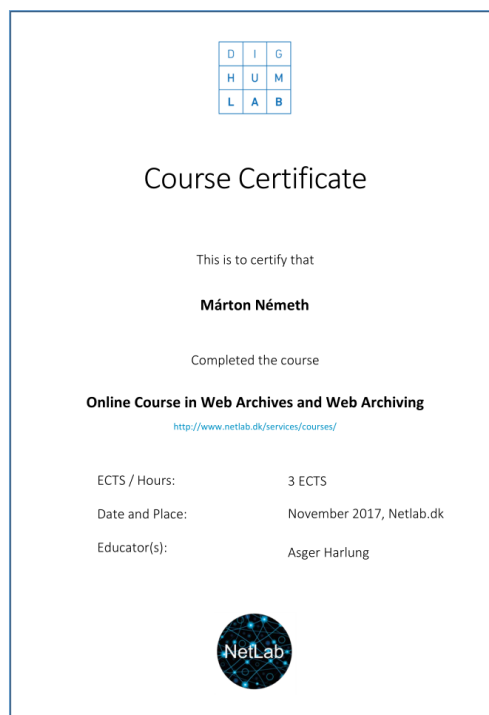 D I G
H U M
L A B
Course Certificate
This is to certify that
Márton Németh
Completed the course
Online Course in Web Archives and Web Archiving
http://www.netlab.dk/services/courses/
ECTS / Hours: 3 ECTS
Date and Place: November 2017, Netlab.dk
Educator(s): Asger Harlung
NetLab